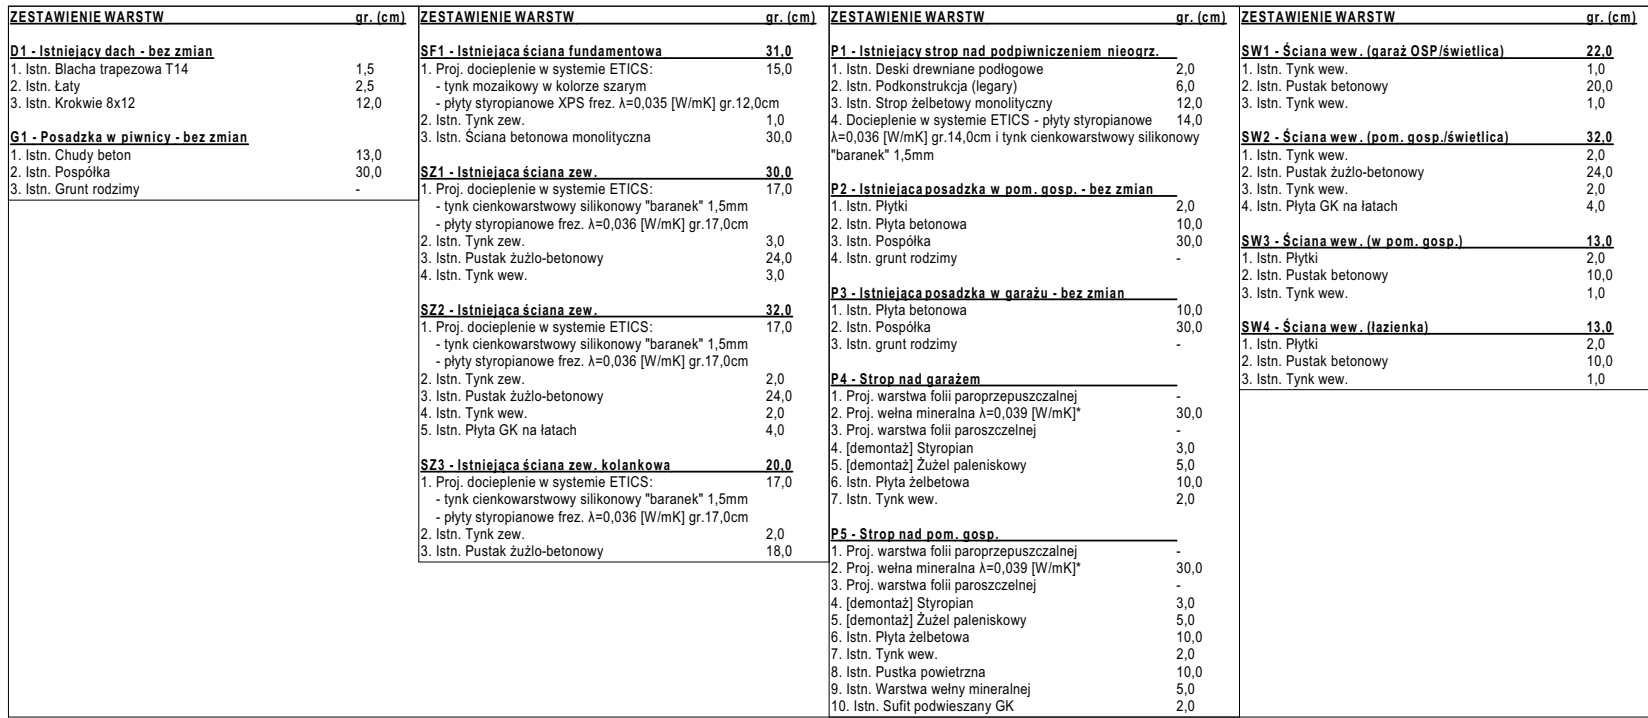 ZESTAWIENIE WARSTW gr. (cm)
D1 - Istniejący dach - bez zmian
1. Istn. Blacha trapezowa T14 1,5
2. Istn. Łaty 2,5
3. Istn. Krokwie 8x12 12,0
G1 - Posadzka w piwnicy - bez zmian
1. Istn. Chudy beton 13,0
2. Istn. Pospółka 30,0
3. Istn. Grunt rodzimy -
ZESTAWIENIE WARSTW gr. (cm)
SF1 - Istniejąca ściana fundamentowa 31,0
1. Proj. docieplenie w systemie ETICS: 15,0
- tynk mozaikowy w kolorze szarym
- płyty styropianowe XPS frez. λ=0,035 [W/mK] gr.12,0cm
2. Istn. Tynk zew. 1,0
3. Istn. Ściana betonowa monolityczna 30,0
SZ1 - Istniejąca ściana zew. 30,0
1. Proj. docieplenie w systemie ETICS: 17,0
- tynk cienkowarstwowy silikonowy "baranek" 1,5mm
- płyty styropianowe frez. λ=0,036 [W/mK] gr.17,0cm
2. Istn. Tynk zew. 3,0
3. Istn. Pustak żużlo-betonowy 24,0
4. Istn. Tynk wew. 3,0
SZ2 - Istniejąca ściana zew. 32,0
1. Proj. docieplenie w systemie ETICS: 17,0
- tynk cienkowarstwowy silikonowy "baranek" 1,5mm
- płyty styropianowe frez. λ=0,036 [W/mK] gr.17,0cm
2. Istn. Tynk zew. 2,0
3. Istn. Pustak żużlo-betonowy 24,0
4. Istn. Tynk wew. 2,0
5. Istn. Płyta GK na łatach 4,0
SZ3 - Istniejąca ściana zew. kolankowa 20,0
1. Proj. docieplenie w systemie ETICS: 17,0
- tynk cienkowarstwowy silikonowy "baranek" 1,5mm
- płyty styropianowe frez. λ=0,036 [W/mK] gr.17,0cm
2. Istn. Tynk zew. 2,0
3. Istn. Pustak żużlo-betonowy 18,0
ZESTAWIENIE WARSTW gr. (cm)
P1 - Istniejący strop nad podpiwniczeniem nieogrz.
1. Istn. Deski drewniane podłogowe 2,0
2. Istn. Podkonstrukcja (legary) 6,0
3. Istn. Strop żelbetowy monolityczny 12,0
4. Docieplenie w systemie ETICS - płyty styropianowe 14,0
λ=0,036 [W/mK] gr.14,0cm i tynk cienkowarstwowy silikonowy
"baranek" 1,5mm
P2 - Istniejąca posadzka w pom. gosp. - bez zmian
1. Istn. Płytki 2,0
2. Istn. Płyta betonowa 10,0
3. Istn. Pospółka 30,0
4. Istn. grunt rodzimy -
P3 - Istniejąca posadzka w garażu - bez zmian
1. Istn. Płyta betonowa 10,0
2. Istn. Pospółka 30,0
3. Istn. grunt rodzimy -
P4 - Strop nad garażem
1. Proj. warstwa folii paroprzepuszczalnej -
2. Proj. wełna mineralna λ=0,039 [W/mK]* 30,0
3. Proj. warstwa folii paroszczelnej -
4. [demontaż] Styropian 3,0
5. [demontaż] Żużel paleniskowy 5,0
6. Istn. Płyta żelbetowa 10,0
7. Istn. Tynk wew. 2,0
P5 - Strop nad pom. gosp.
1. Proj. warstwa folii paroprzepuszczalnej -
2. Proj. wełna mineralna λ=0,039 [W/mK]* 30,0
3. Proj. warstwa folii paroszczelnej -
4. [demontaż] Styropian 3,0
5. [demontaż] Żużel paleniskowy 5,0
6. Istn. Płyta żelbetowa 10,0
7. Istn. Tynk wew. 2,0
8. Istn. Pustka powietrzna 10,0
9. Istn. Warstwa wełny mineralnej 5,0
10. Istn. Sufit podwieszany GK 2,0
ZESTAWIENIE WARSTW gr. (cm)
SW1 - Ściana wew. (garaż OSP/świetlica) 22,0
1. Istn. Tynk wew. 1,0
2. Istn. Pustak betonowy 20,0
3. Istn. Tynk wew. 1,0
SW2 - Ściana wew. (pom. gosp./świetlica) 32,0
1. Istn. Tynk wew. 2,0
2. Istn. Pustak żużlo-betonowy 24,0
3. Istn. Tynk wew. 2,0
4. Istn. Płyta GK na łatach 4,0
SW3 - Ściana wew. (w pom. gosp.) 13,0
1. Istn. Płytki 2,0
2. Istn. Pustak betonowy 10,0
3. Istn. Tynk wew. 1,0
SW4 - Ściana wew. (łazienka) 13,0
1. Istn. Płytki 2,0
2. Istn. Pustak betonowy 10,0
3. Istn. Tynk wew. 1,0